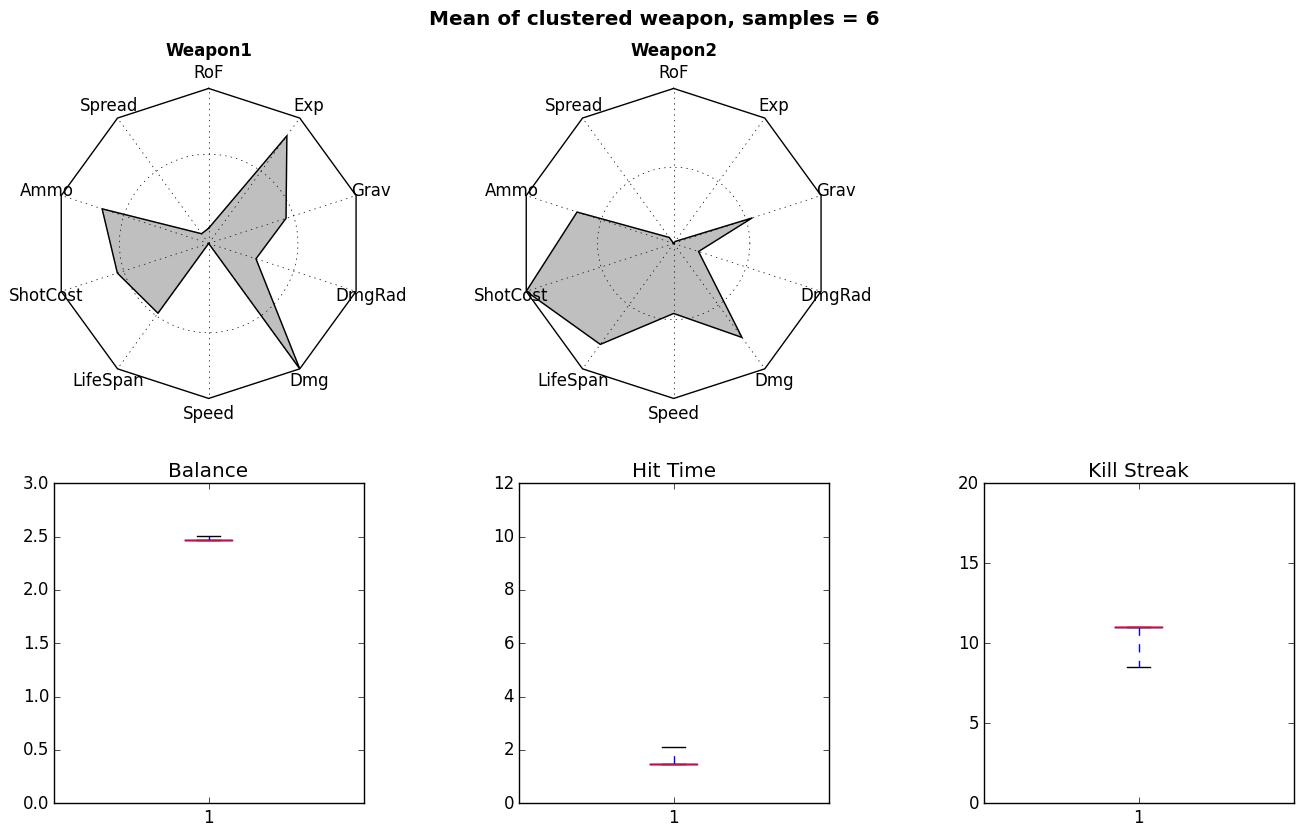 Mean of clustered weapon, samples = 6
Weapon1
RoF
Exp
Spread
Grav
Ammo
DmgRad
ShotCost
Dmg
LifeSpan
Speed
Weapon2
RoF
Exp
Spread
Grav
Ammo
DmgRad
ShotCost
Dmg
LifeSpan
Speed
Balance
3.0
2.5
2.0
1.5
1.0
0.5
0.0
1
Hit Time
12
10
8
6
4
2
0
1
Kill Streak
20
15
10
5
0
1